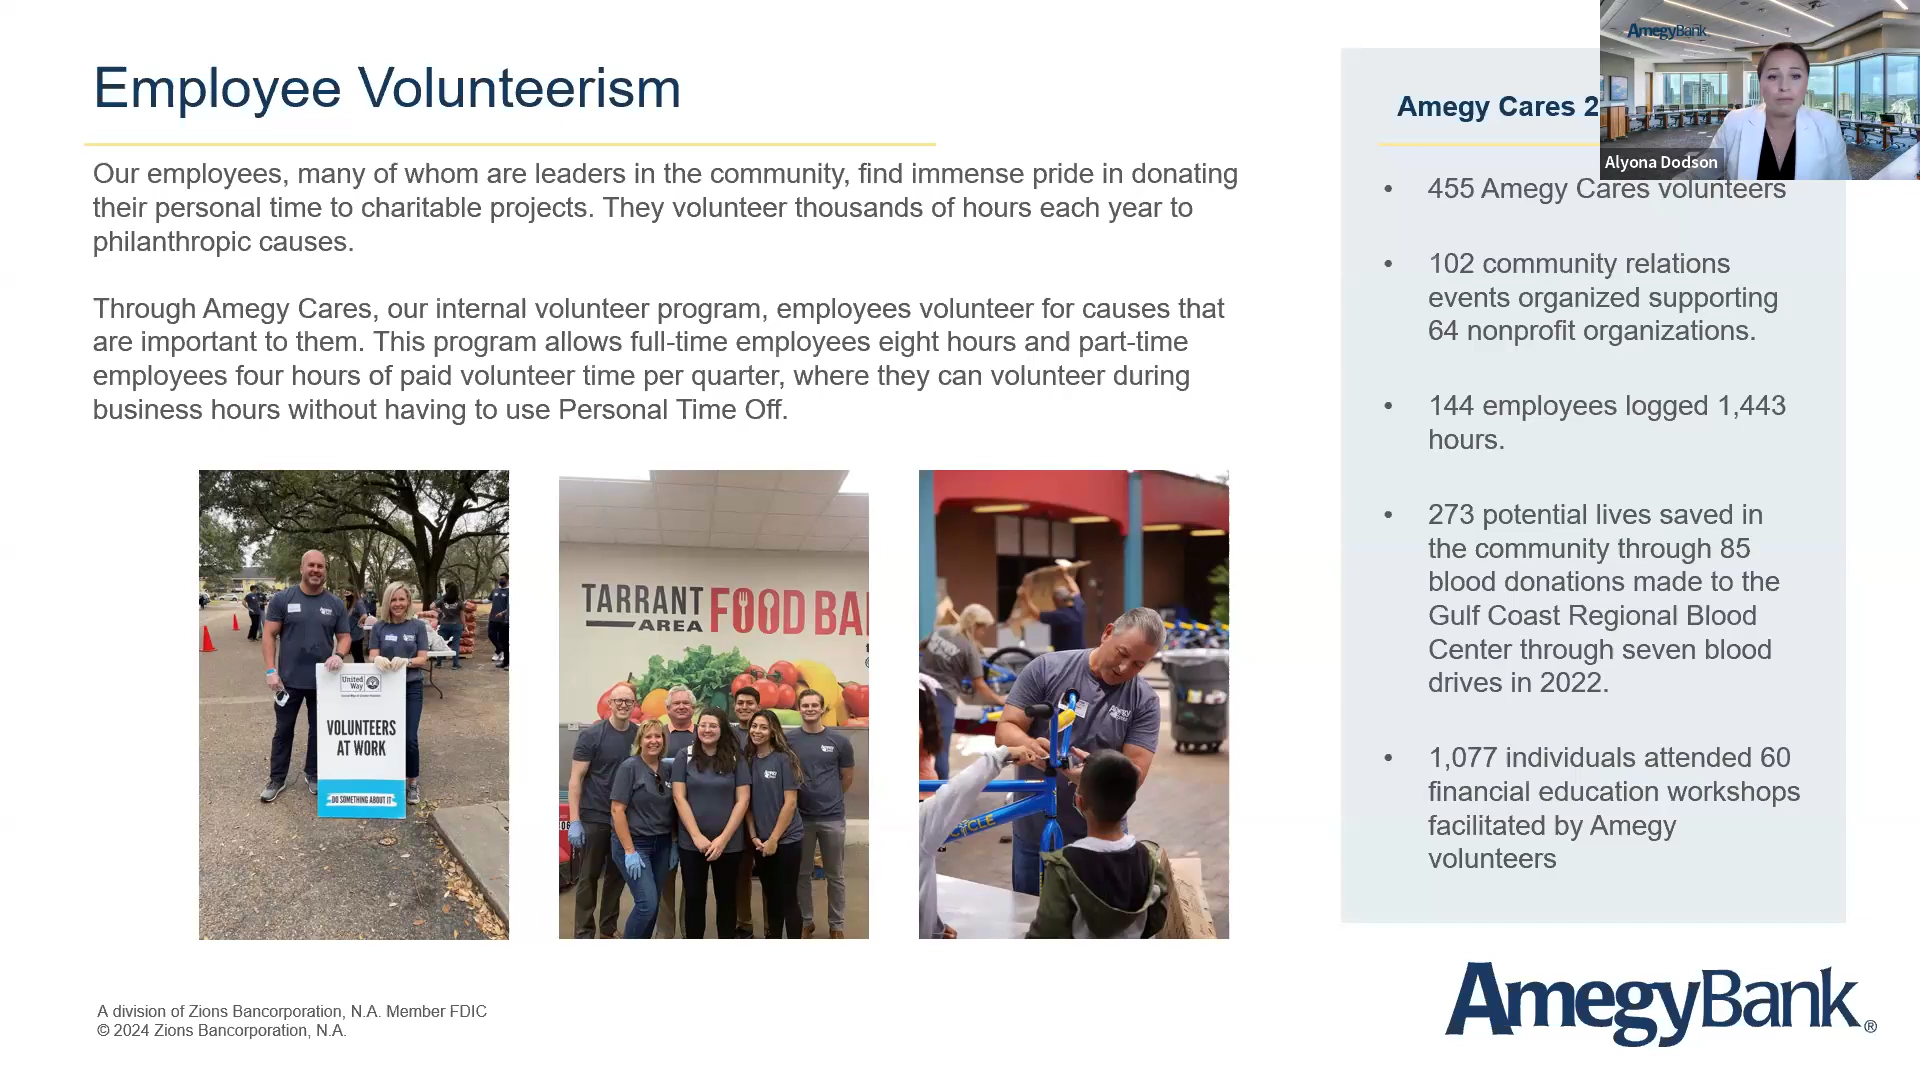 Employee Volunteerism
Our employees, many of whom are leaders in the community, find immense pride in donating
their personal time to charitable projects. They volunteer thousands of hours each year to
philanthropic causes.
Through Amegy Cares, our internal volunteer program, employees volunteer for causes that
are important to them. This program allows full-time employees eight hours and part-time
employees four hours of paid volunteer time per quarter, where they can volunteer during
business hours without having to use Personal Time Off.
United
Way
VOLUNTEERS
AT WORK
DO SOMETHING ABOUT IT
TARRANT
AREA
FOOD BA
Amegy
CYCLE
A division of Zions Bancorporation, N.A. Member FDIC
© 2024 Zions Bancorporation, N.A.
Amegy Cares 2
• 455 Amegy Cares volunteers
• 102 community relations
events organized supporting
64 nonprofit organizations.
• 144 employees logged 1,443
hours.
• 273 potential lives saved in
the community through 85
blood donations made to the
Gulf Coast Regional Blood
Center through seven blood
drives in 2022.
• 1,077 individuals attended 60
financial education workshops
facilitated by Amegy
volunteers
AmegyBank®
AmegyBank
Alyona Dodson